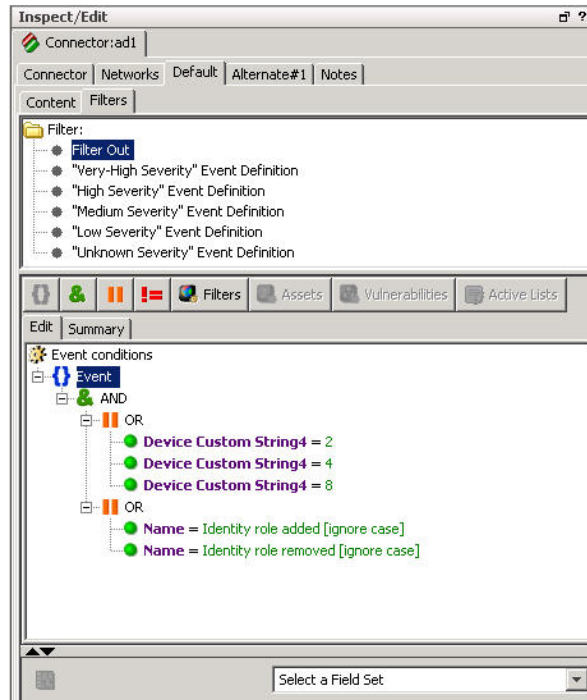 Inspect/Edit ?
Connector:ad1
Connector Networks Default Alternate#1 Notes
Content Filters
Filter:
Filter Out
"Very-High Severity" Event Definition
"High Severity" Event Definition
"Medium Severity" Event Definition
"Low Severity" Event Definition
"Unknown Severity" Event Definition
{} & != Filters Assets Vulnerabilities Active Lists
Edit Summary
Event conditions
{} Event
& AND
OR
Device Custom String4 = 2
Device Custom String4 = 4
Device Custom String4 = 8
OR
Name = Identity role added [ignore case]
Name = Identity role removed [ignore case]
Select a Field Set